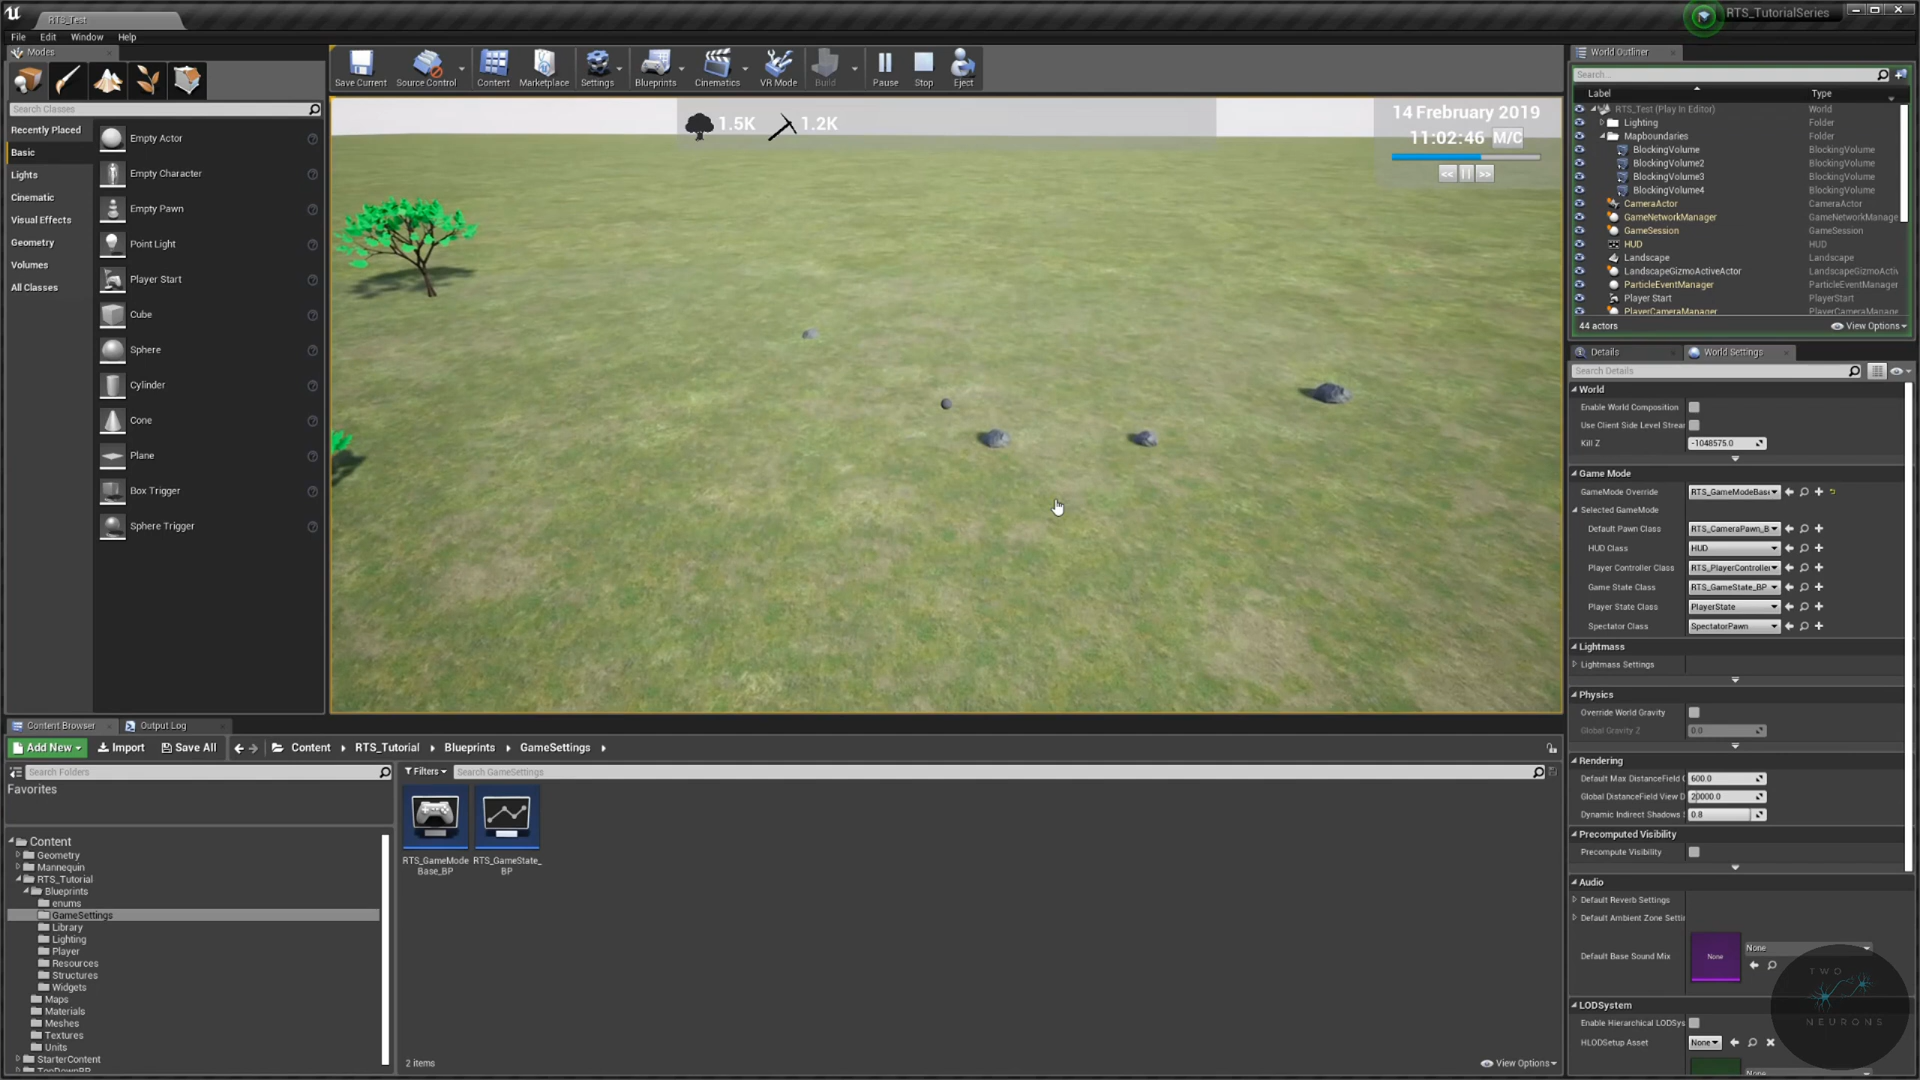 RTS_Test
RTS_TutorialSeries
File Edit Window Help
Modes
Search Classes
Recently Placed
Basic
Lights
Cinematic
Visual Effects
Geometry
Volumes
All Classes
Empty Actor
Empty Character
Empty Pawn
Point Light
Player Start
Cube
Sphere
Cylinder
Cone
Plane
Box Trigger
Sphere Trigger
Save Current Source Control Content Marketplace Settings Blueprints Cinematics VR Mode Build Pause Stop Eject
1.5K 1.2K
14 Frebruary 2019
11:02:46 M/C
<< || >>
World Outliner
Search...
Label Type
RTS_Test (Play In Editor) World
Lighting Folder
Mapboundaries Folder
BlockingVolume BlockingVolume
BlockingVolume2 BlockingVolume
BlockingVolume3 BlockingVolume
BlockingVolume4 BlockingVolume
CameraActor CameraActor
GameNetworkManager GameNetworkManage
GameSession GameSession
HUD HUD
Landscape Landscape
LandscapeGizmoActiveActor LandscapeGizmoActiv
ParticleEventManager ParticleEventManager
Player Start PlayerStart
PlayerCameraManager PlayerCameraManage
44 actors View Options
Details World Settings
Search Details
World
Enable World Composition
Use Client Side Level Strear
Kill Z -1048575.0
Game Mode
GameMode Override RTS_GameModeBase
Selected GameMode
Default Pawn Class RTS_CameraPawn_B
HUD Class HUD
Player Controller Class RTS_PlayerController
Game State Class RTS_GameState_BP
Player State Class PlayerState
Spectator Class SpectatorPawn
Lightmass
Lightmass Settings
Physics
Override World Gravity
Global Gravity Z 0.0
Rendering
Default Max DistanceField 600.0
Global DistanceField View D 20000.0
Dynamic Indirect Shadows 0.8
Precomputed Visibility
Precompute Visibility
Audio
Default Reverb Settings
Default Ambient Zone Settin
Default Base Sound Mix None None
LODSystem
Enable Hierarchical LODSys
HLODSetup Asset None
None
TWO
NEURONS
Content Browser Output Log
Add New Import Save All Content RTS_Tutorial Blueprints GameSettings
Search Folders
Filters Search GameSettings
Favorites
Content
Geometry
Mannequin
RTS_Tutorial
Blueprints
enums
GameSettings
Library
Lighting
Player
Resources
Structures
Widgets
Maps
Materials
Meshes
Textures
Units
StarterContent
TopDownBP
RTS_GameMode
Base_BP
RTS_GameState_
BP
2 items View Options